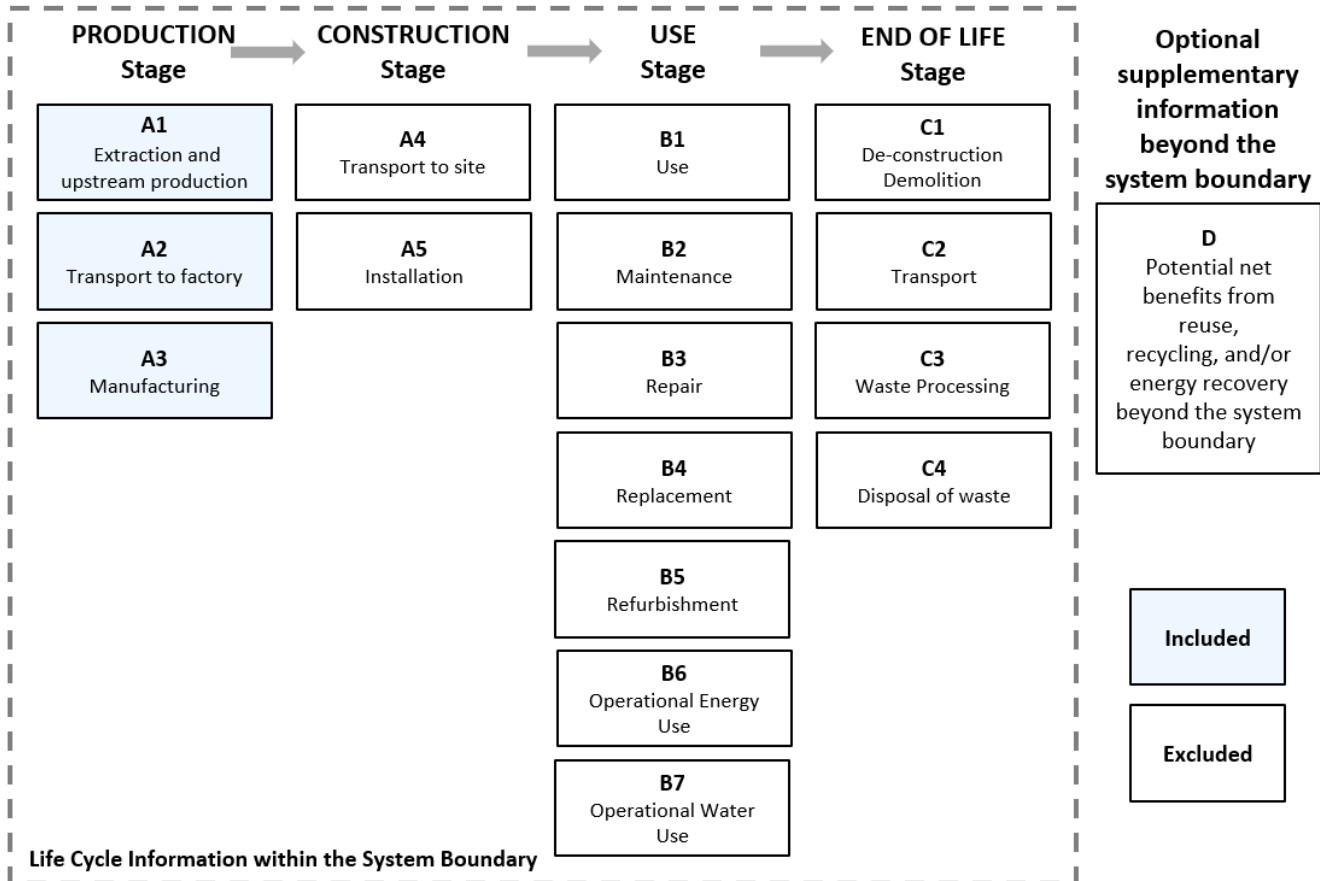 PRODUCTION
Stage
CONSTRUCTION
Stage
USE
Stage
END OF LIFE
Stage
A1
Extraction and
upstream production
A2
Transport to factory
A3
Manufacturing
A4
Transport to site
A5
Installation
B1
Use
B2
Maintenance
B3
Repair
B4
Replacement
B5
Refurbishment
B6
Operational Energy
Use
B7
Operational Water
Use
C1
De-construction
Demolition
C2
Transport
C3
Waste Processing
C4
Disposal of waste
Life Cycle Information within the System Boundary
Optional
supplementary
information
beyond the
system boundary
D
Potential net
benefits from
reuse,
recycling, and/or
energy recovery
beyond the system
boundary
Included
Excluded